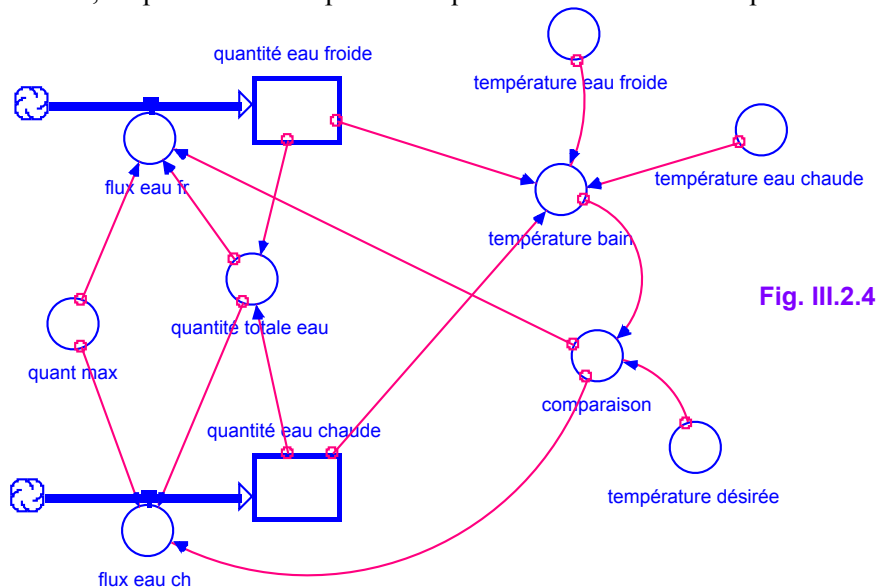 quantité eau froide
température eau froide
température eau chaude
flux eau fr
température bain
Fig. III.2.4
quantité totale eau
quant max
comparaison
quantité eau chaude
température désirée
flux eau ch